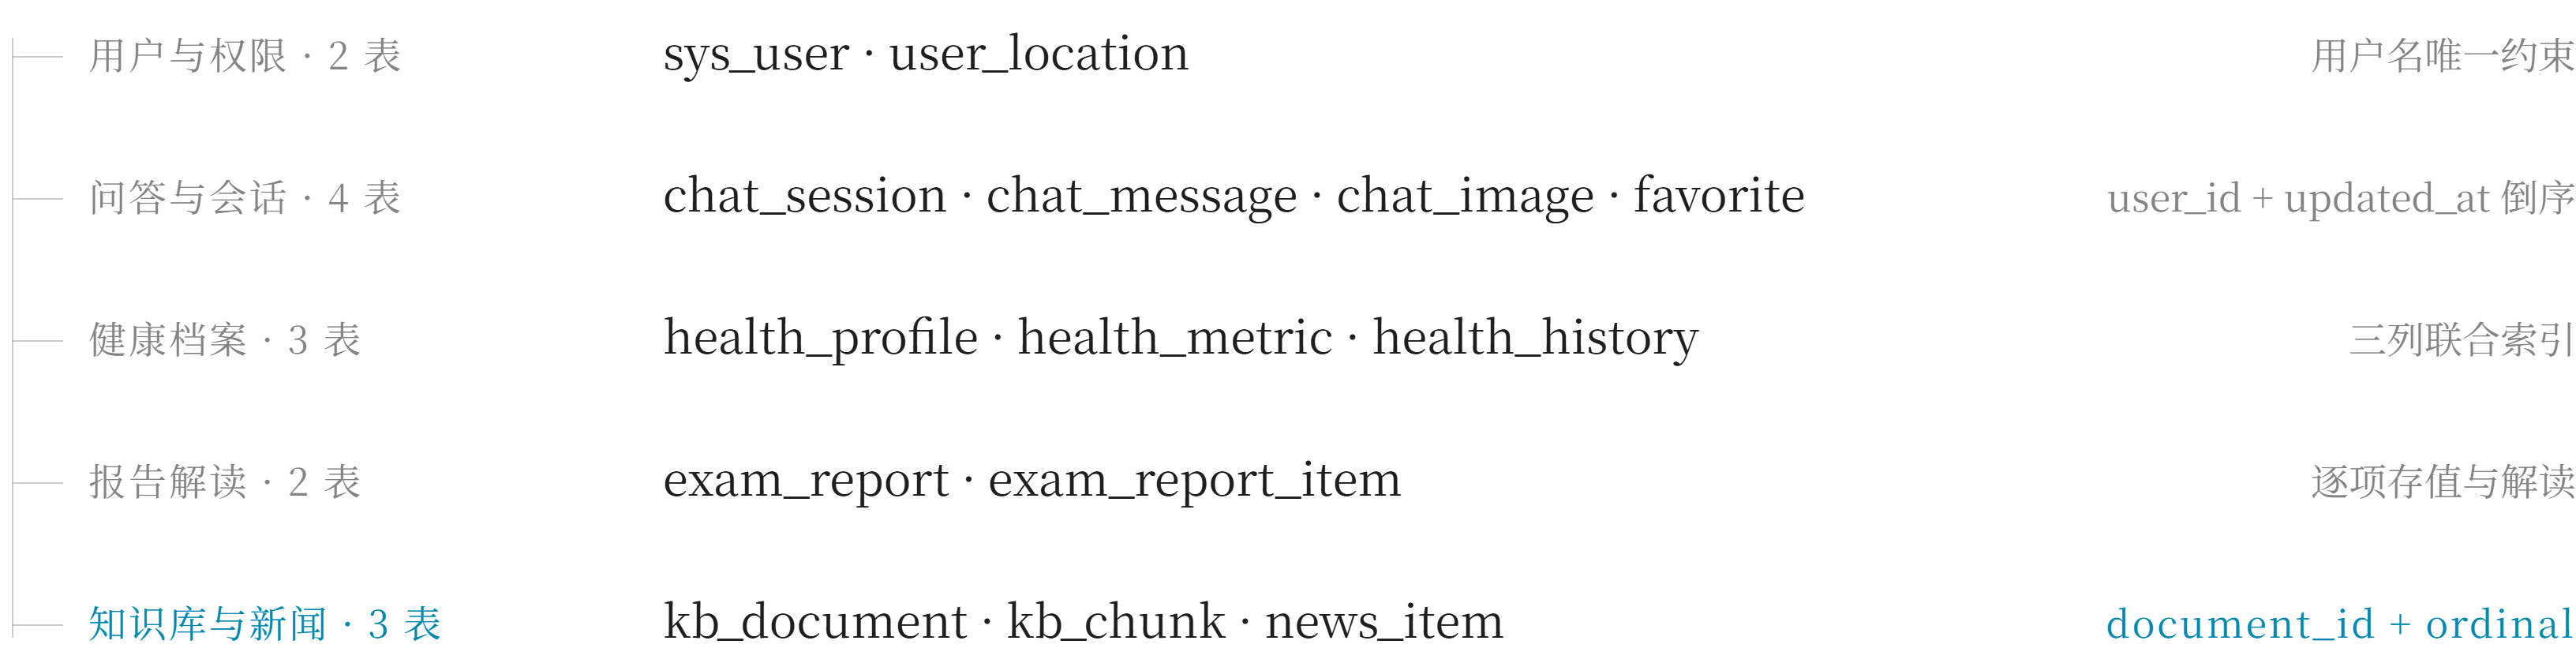 用户与权限 · 2 表 sys_user · user_location 用户名唯一约束
问答与会话 · 4 表 chat_session · chat_message · chat_image · favorite user_id + updated_at 倒序
健康档案 · 3 表 health_profile · health_metric · health_history 三列联合索引
报告解读 · 2 表 exam_report · exam_report_item 逐项存值与解读
知识库与新闻 · 3 表 kb_document · kb_chunk · news_item document_id + ordinal